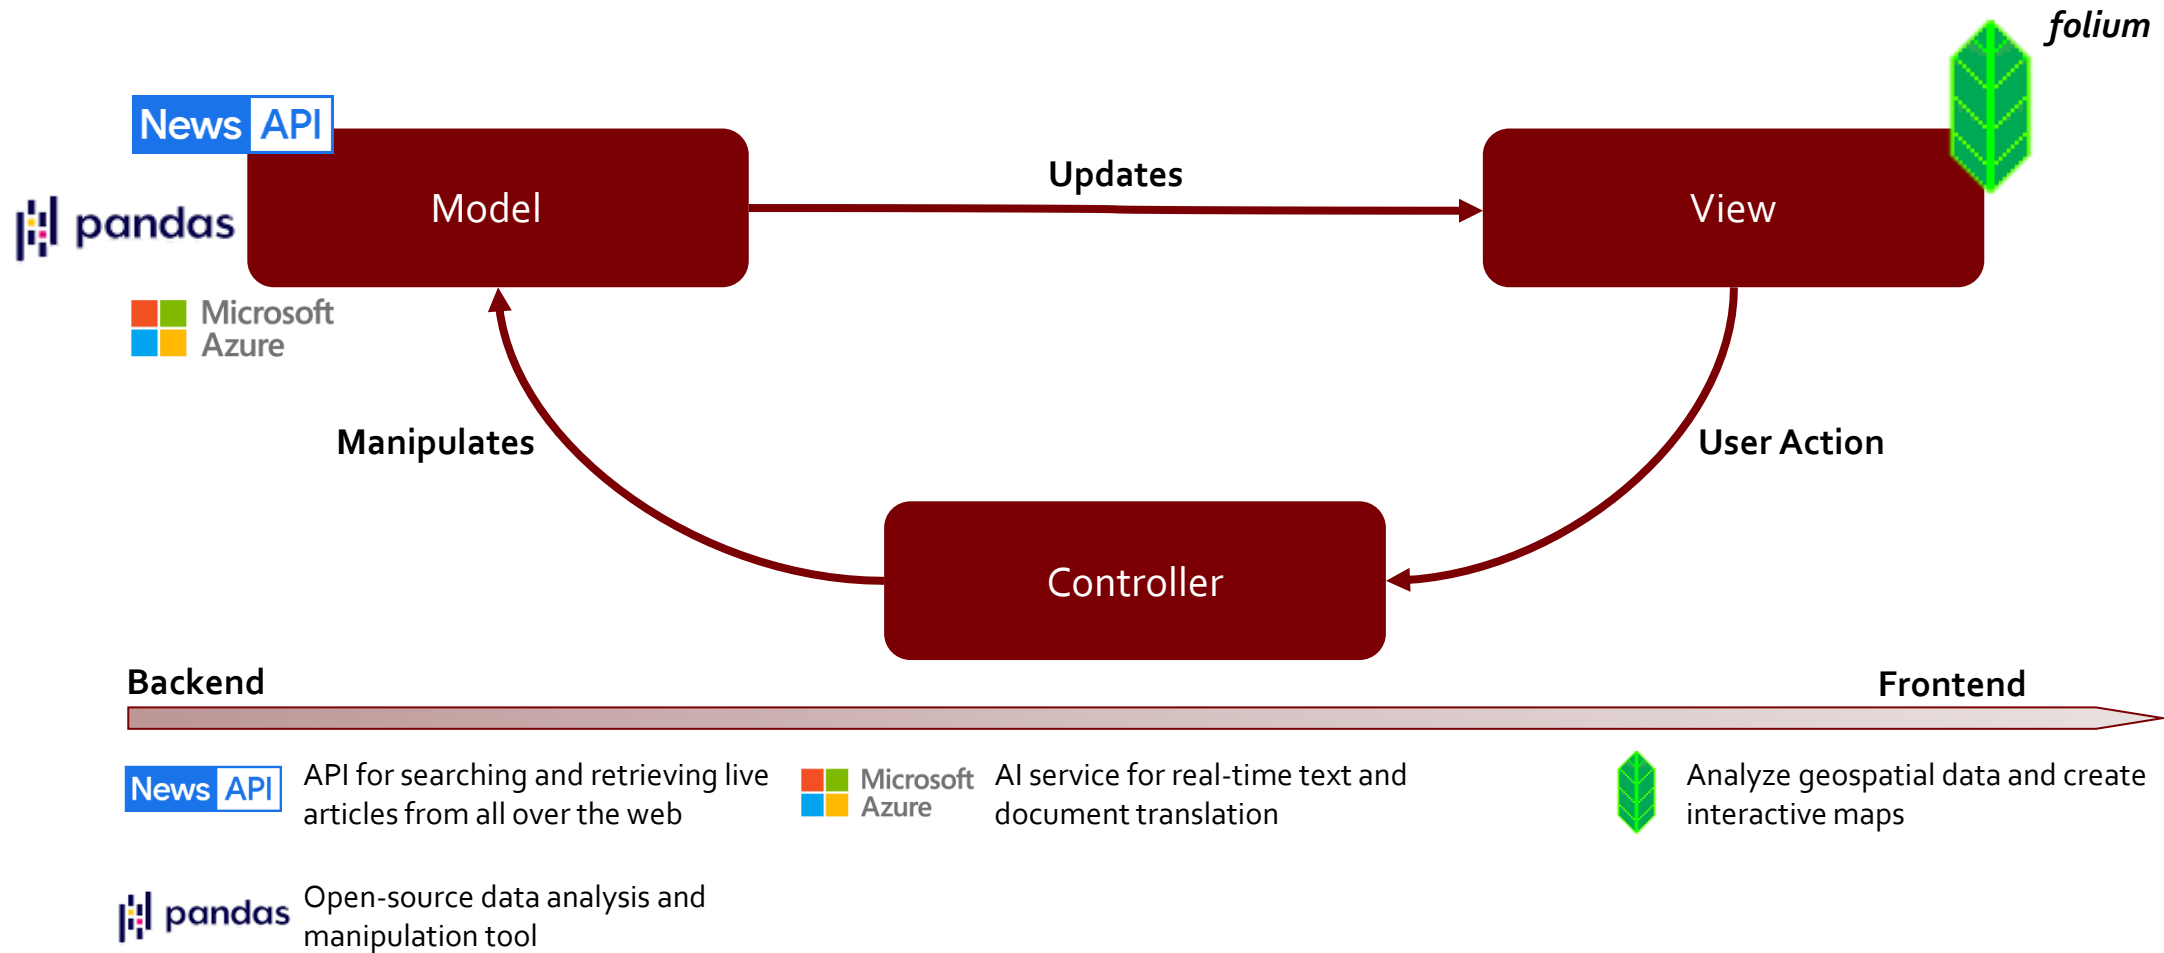 folium
News API
Model
Updates
View
pandas
Microsoft
Azure
Manipulates
User Action
Controller
Backend
Frontend
News API
API for searching and retrieving live
articles from all over the web
Microsoft
Azure
AI service for real-time text and
document translation
Analyze geospatial data and create
interactive maps
pandas
Open-source data analysis and
manipulation tool